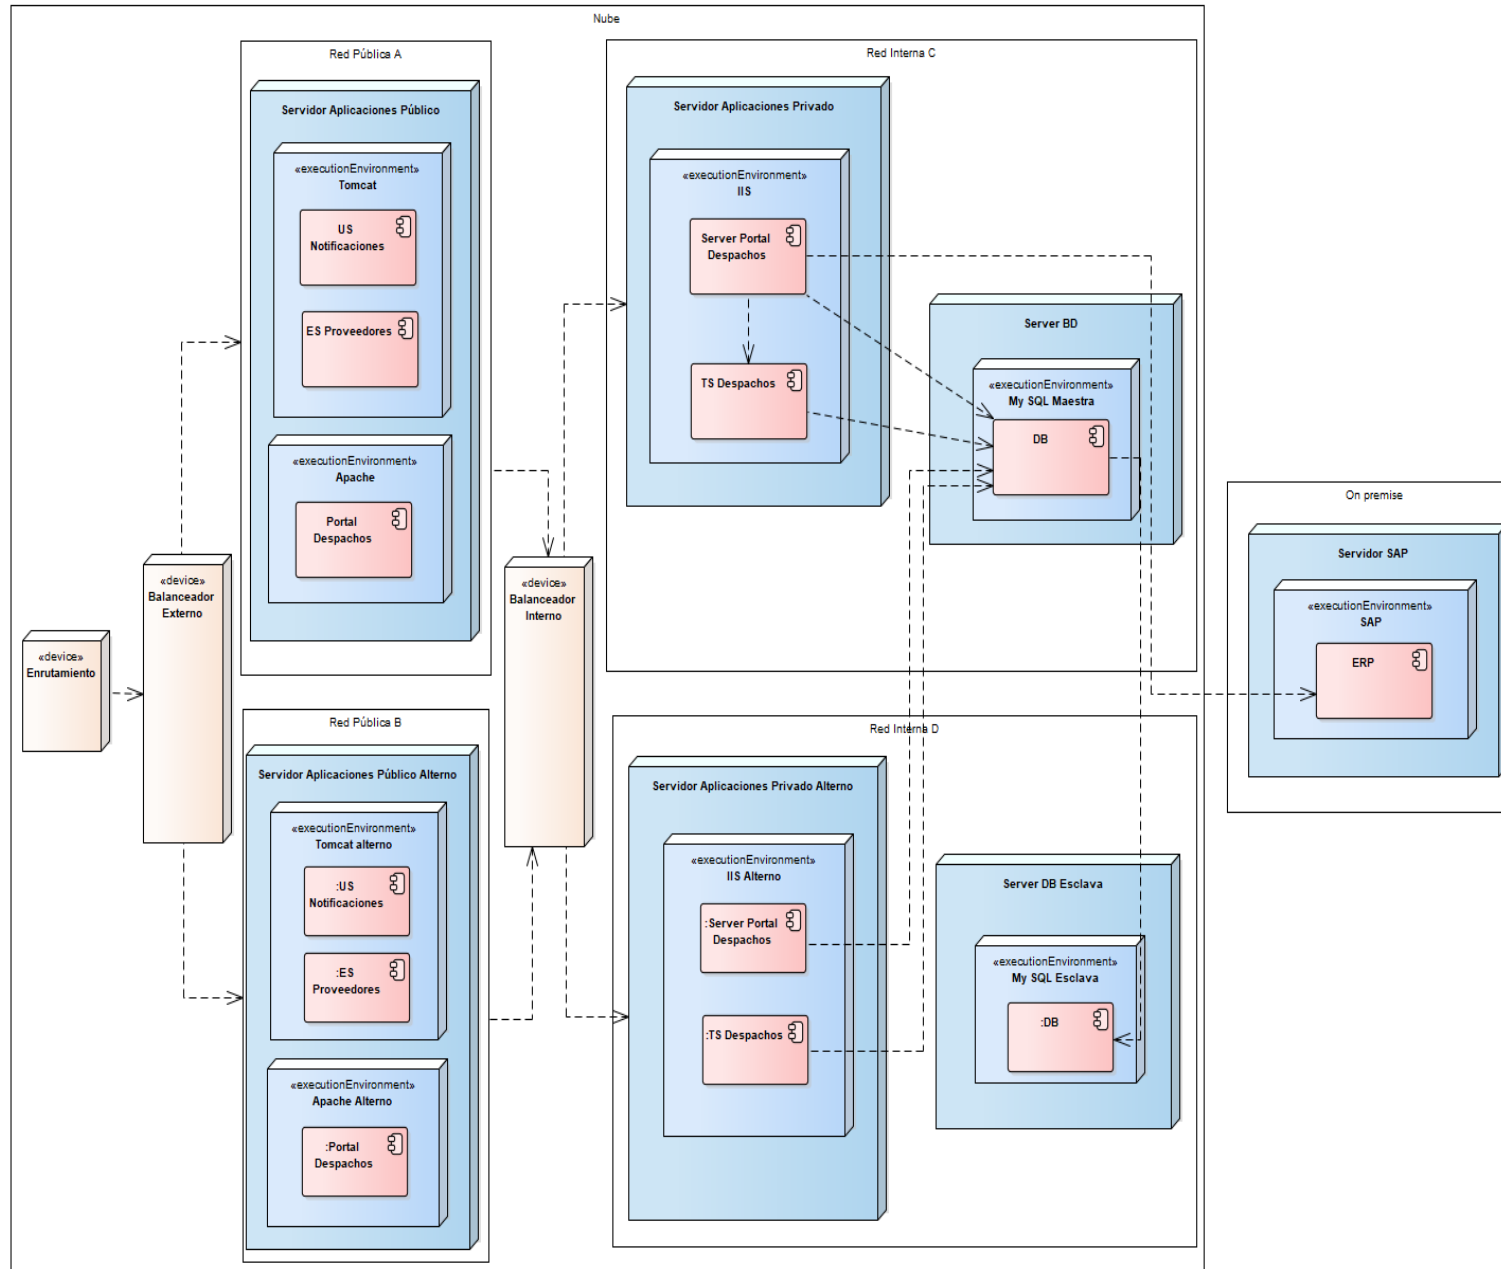 Nube
Red Pública A
Servidor Aplicaciones Público
«executionEnvironment»
Tomcat
US
Notificaciones
ES Proveedores
«executionEnvironment»
Apache
Portal
Despachos
«device»
Enrutamiento
«device»
Balanceador
Externo
Red Pública B
Servidor Aplicaciones Público Alterno
«executionEnvironment»
Tomcat alterno
:US
Notificaciones
:ES
Proveedores
«executionEnvironment»
Apache Alterno
:Portal
Despachos
«device»
Balanceador
Interno
Red Interna C
Servidor Aplicaciones Privado
«executionEnvironment»
IIS
Server Portal
Despachos
TS Despachos
Server BD
«executionEnvironment»
My SQL Maestra
DB
Red Interna D
Servidor Aplicaciones Privado Alterno
«executionEnvironment»
IIS Alterno
:Server Portal
Despachos
:TS Despachos
Server DB Esclava
«executionEnvironment»
My SQL Esclava
:DB
On premise
Servidor SAP
«executionEnvironment»
SAP
ERP